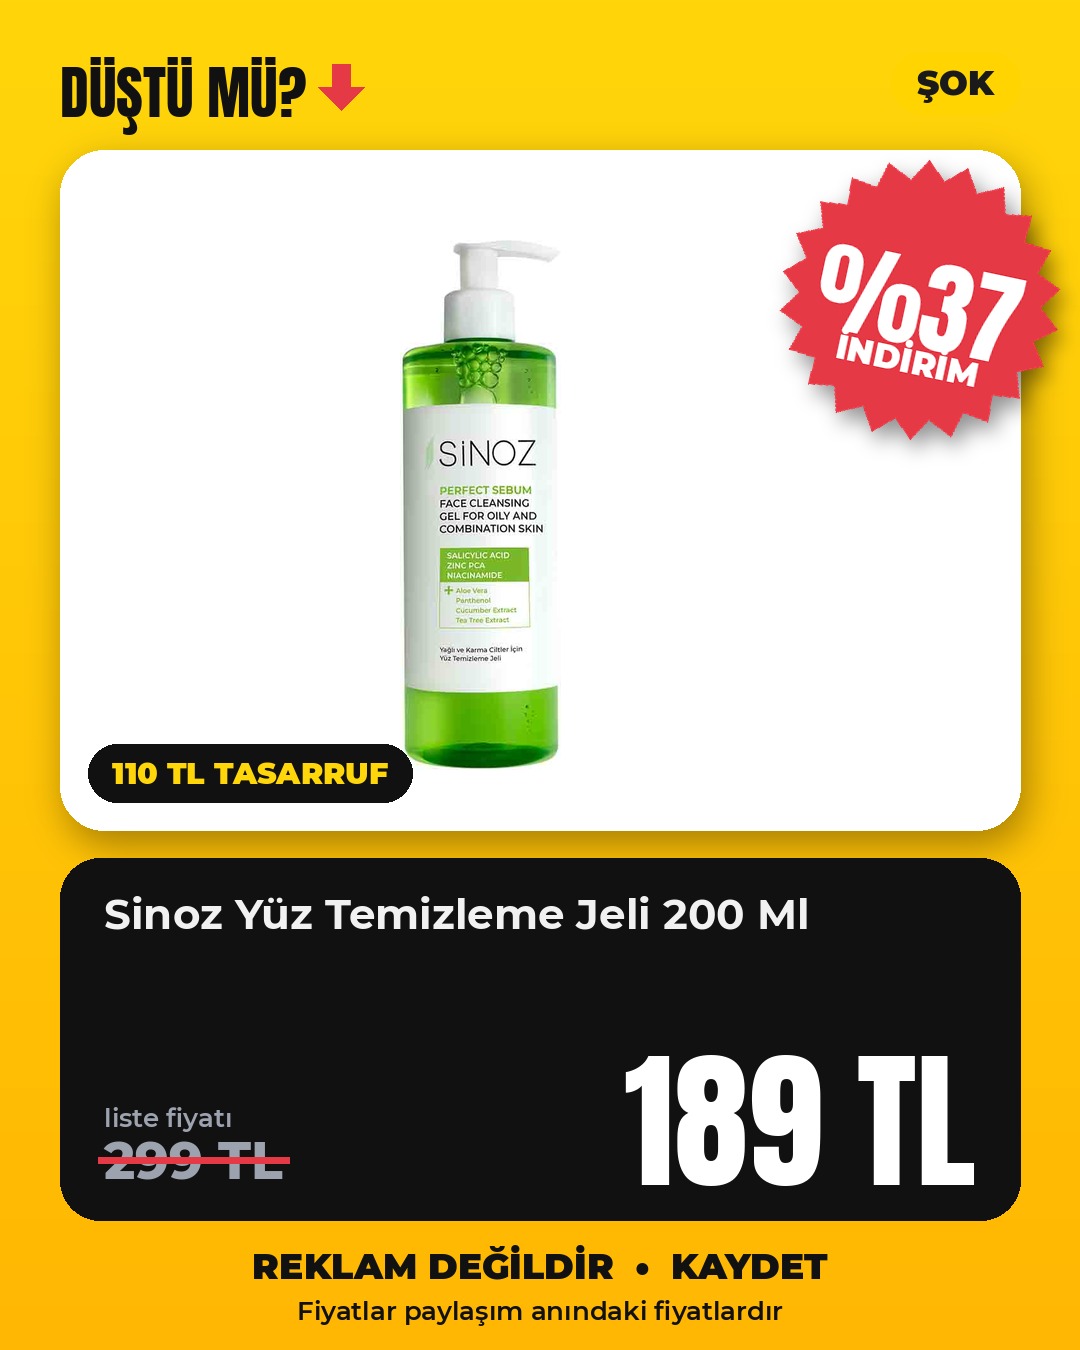 DÜŞTÜ MÜ?
ŞOK
%37
İNDİRİM
SiNOZ
PERFECT SEBUM
FACE CLEANSING
GEL FOR OILY AND
COMBINATION SKIN
SALICYLIC ACID
ZINC PCA
NIACINAMIDE
+ Aloe Vera
Panthenol
Cucumber Extract
Tea Tree Extract
Yağlı ve Karma Ciltler İçin
Yüz Temizleme Jeli
110 TL TASARRUF
Sinoz Yüz Temizleme Jeli 200 Ml
liste fiyatı
299 TL
189 TL
REKLAM DEĞİLDİR • KAYDET
Fiyatlar paylaşım anındaki fiyatlardır